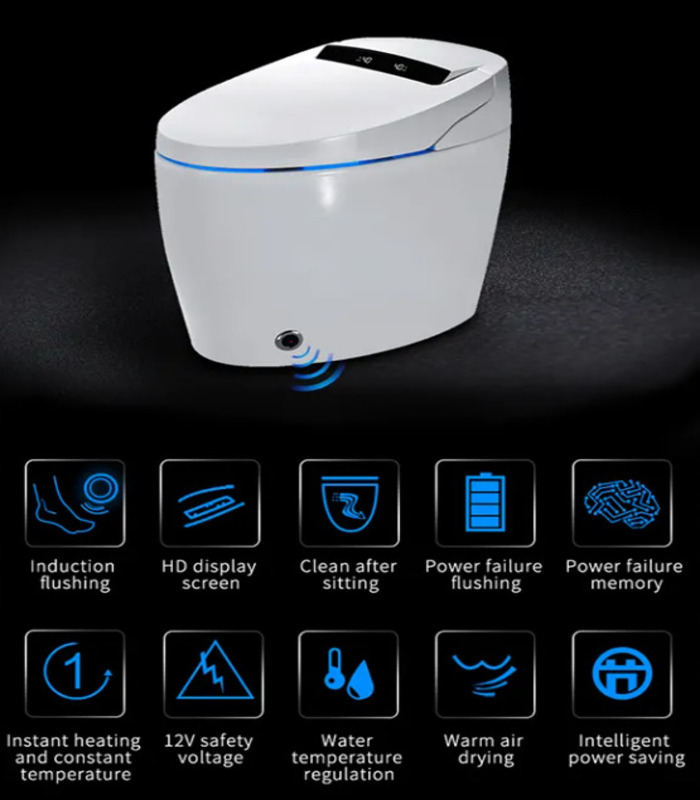 Induction
flushing
HD display
screen
Clean after
sitting
Power failure
flushing
Power failure
memory
1
Instant heating
and constant
temperature
12V safety
voltage
Water
temperature
regulation
Warm air
drying
Intelligent
power saving